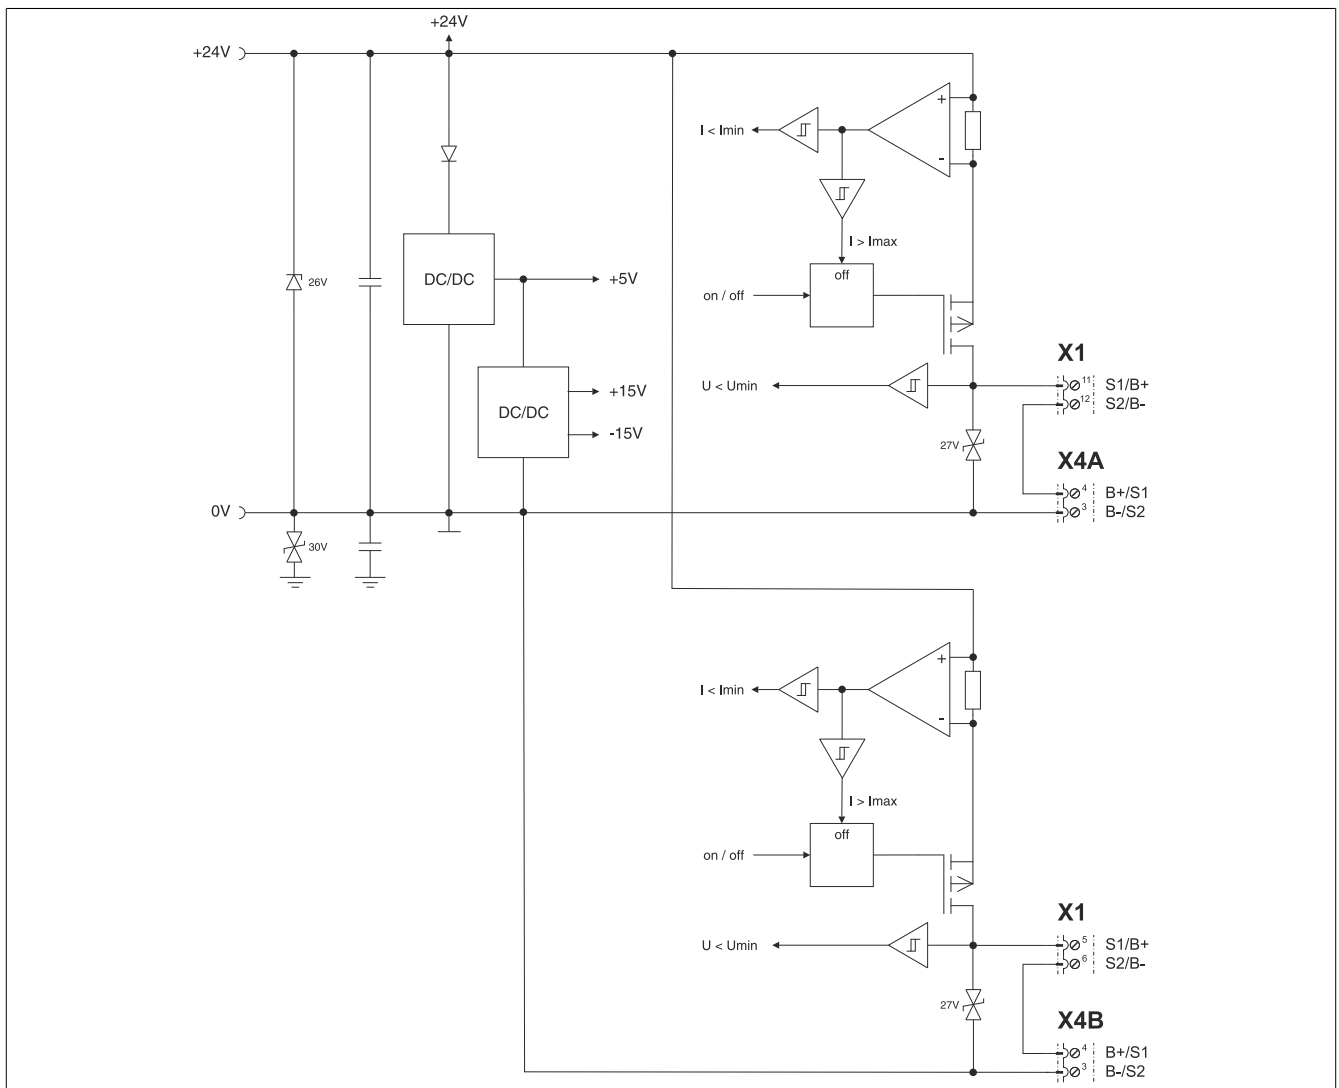 +24V
+24V
+
I < Imin
-
I > Imax
off
26V
DC/DC
+5V
on / off
X1
11 S1/B+
U < Umin
12 S2/B-
+15V
DC/DC
-15V
27V
X4A
4 B+/S1
0V
3 B-/S2
30V
+
I < Imin
-
I > Imax
off
on / off
X1
5 S1/B+
U < Umin
6 S2/B-
27V
X4B
4 B+/S1
3 B-/S2